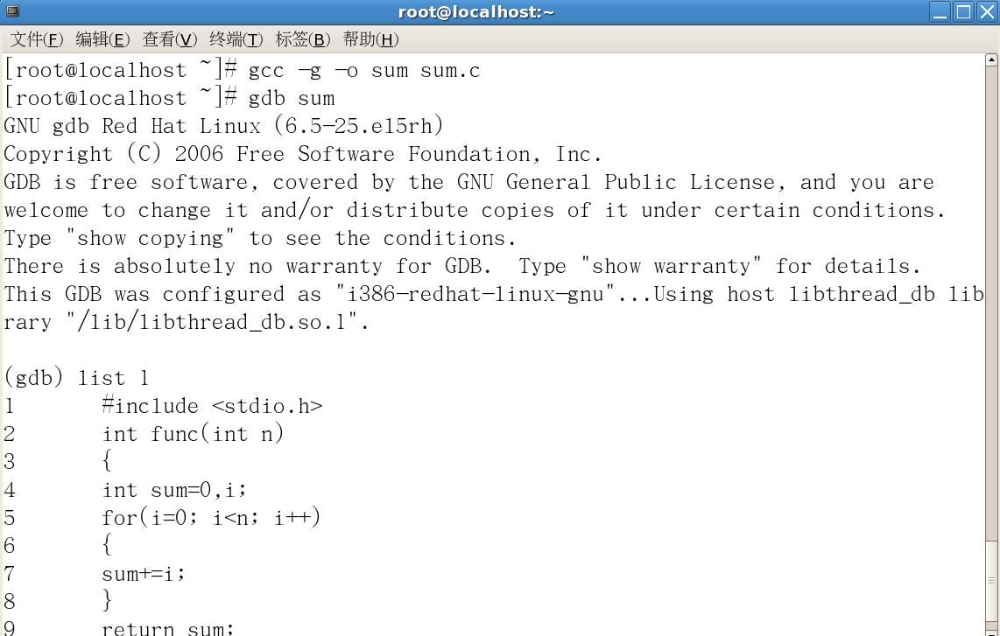 root@localhost:~
文件(F) 编辑(E) 查看(V) 终端(T) 标签(B) 帮助(H)
[root@localhost ~]# gcc -g -o sum sum.c
[root@localhost ~]# gdb sum
GNU gdb Red Hat Linux (6.5-25.el5rh)
Copyright (C) 2006 Free Software Foundation, Inc.
GDB is free software, covered by the GNU General Public License, and you are
welcome to change it and/or distribute copies of it under certain conditions.
Type "show copying" to see the conditions.
There is absolutely no warranty for GDB.  Type "show warranty" for details.
This GDB was configured as "i386-redhat-linux-gnu"...Using host libthread_db lib
rary "/lib/libthread_db.so.1".
(gdb) list 1
1       #include <stdio.h>
2       int func(int n)
3       {
4       int sum=0,i;
5       for(i=0; i<n; i++)
6       {
7       sum+=i;
8       }
9       return sum;